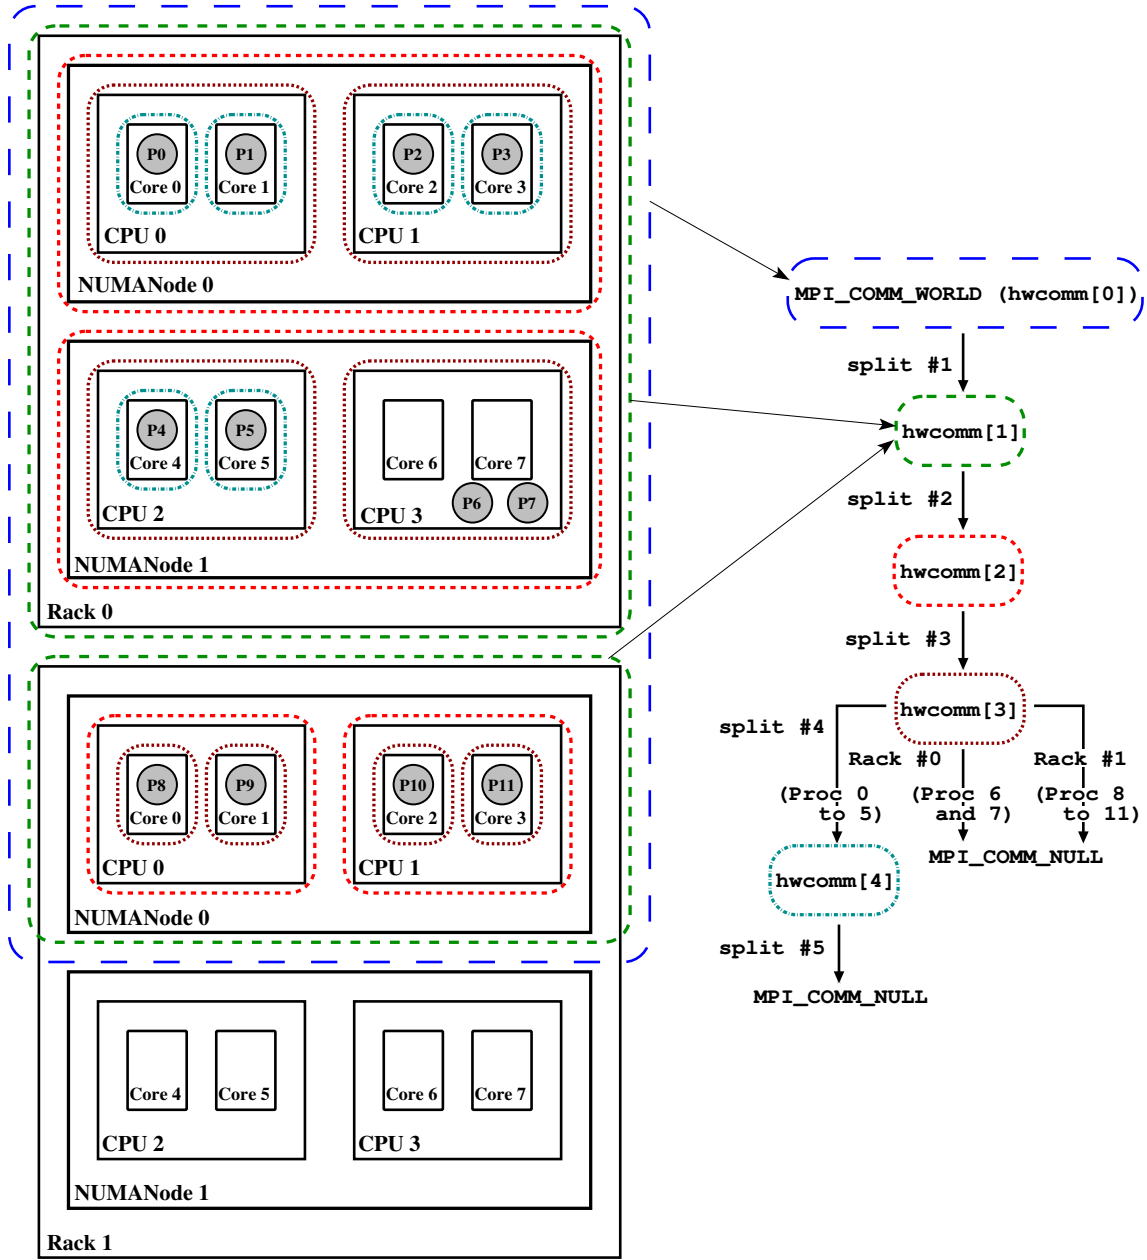 P0
P1
P2
P3
Core 0
Core 1
Core 2
Core 3
CPU 0
CPU 1
NUMANode 0
P4
P5
Core 4
Core 5
Core 6
Core 7
P6
P7
CPU 2
CPU 3
NUMANode 1
Rack 0
P8
P9
P10
P11
Core 0
Core 1
Core 2
Core 3
CPU 0
CPU 1
NUMANode 0
Core 4
Core 5
Core 6
Core 7
CPU 2
CPU 3
NUMANode 1
Rack 1
MPI_COMM_WORLD (hwcomm[0])
split #1
hwcomm[1]
split #2
hwcomm[2]
split #3
hwcomm[3]
split #4
Rack #0
Rack #1
(Proc 0
to 5)
(Proc 6
and 7)
(Proc 8
to 11)
MPI_COMM_NULL
hwcomm[4]
split #5
MPI_COMM_NULL